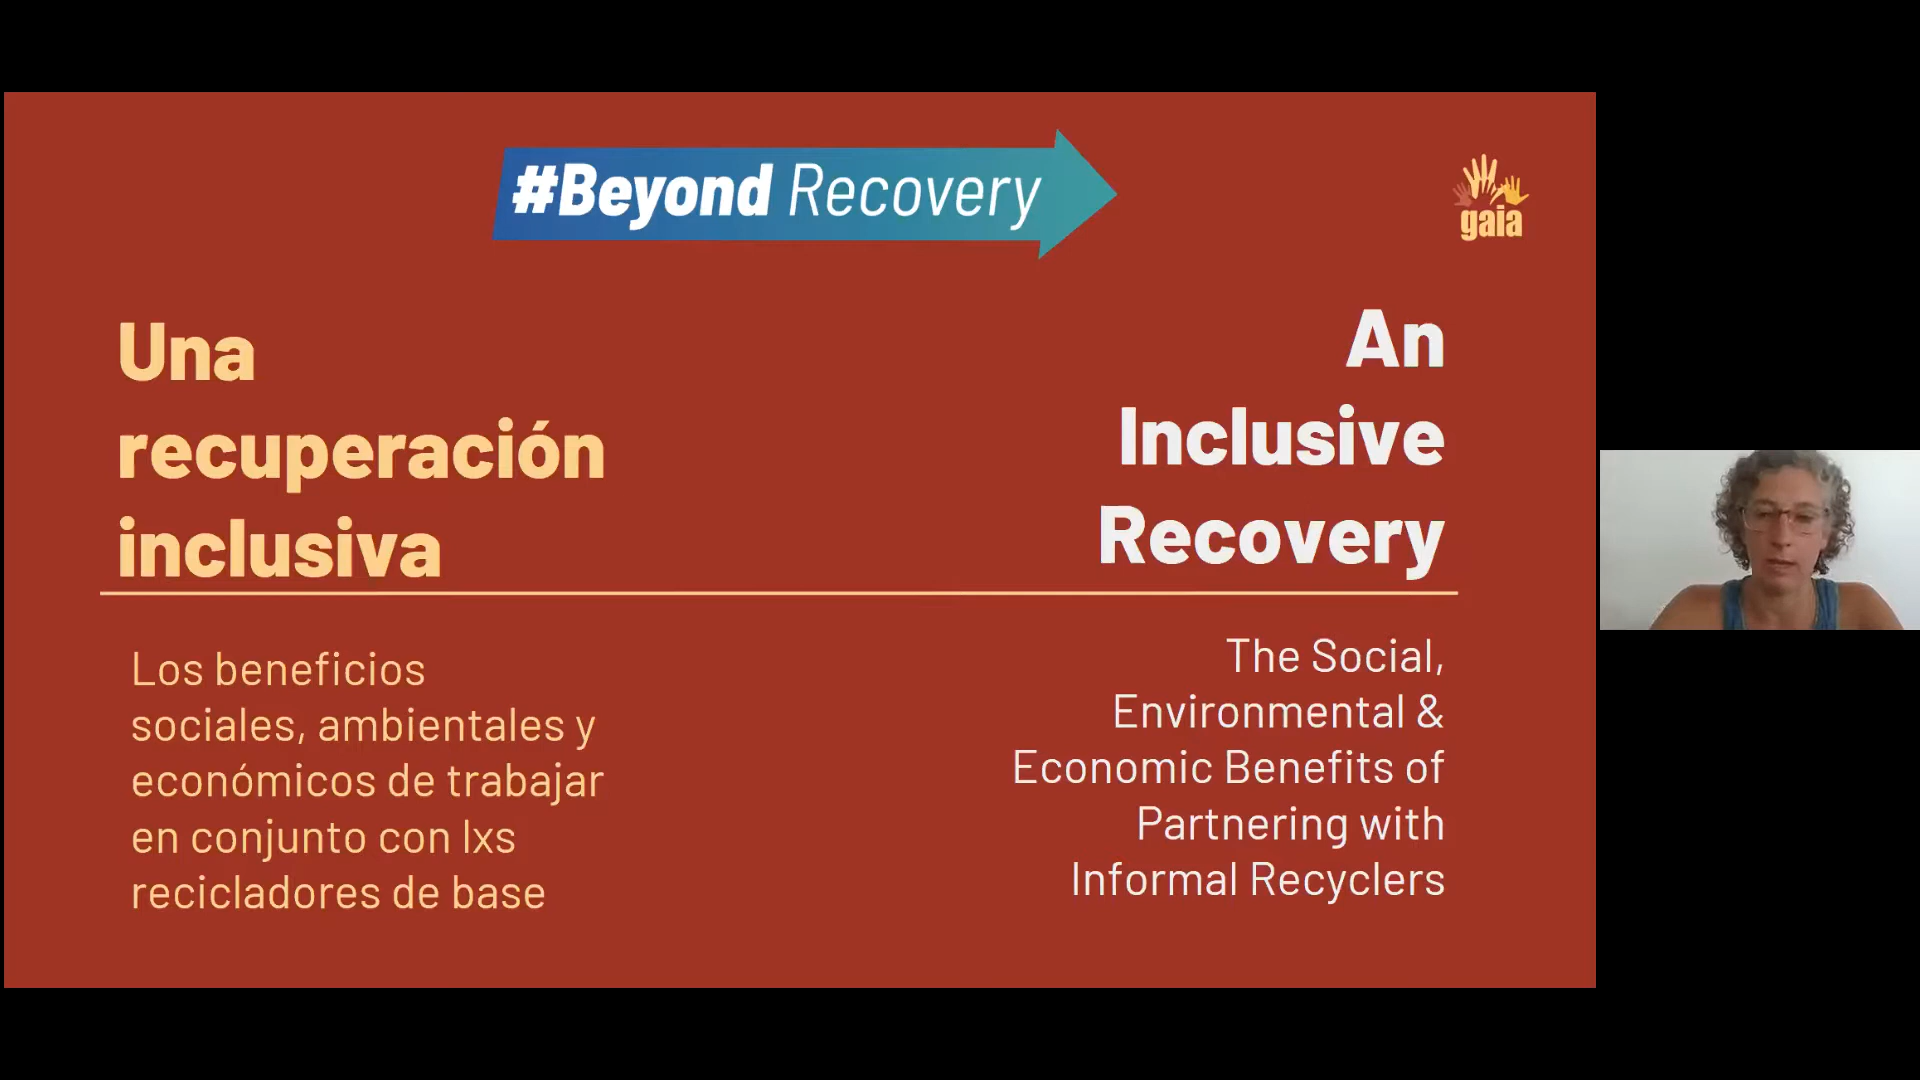 #Beyond Recovery
gaia
Una
recuperación
inclusiva
Los beneficios
sociales, ambientales y
económicos de trabajar
en conjunto con lxs
recicladores de base
An
Inclusive
Recovery
The Social,
Environmental &
Economic Benefits of
Partnering with
Informal Recyclers